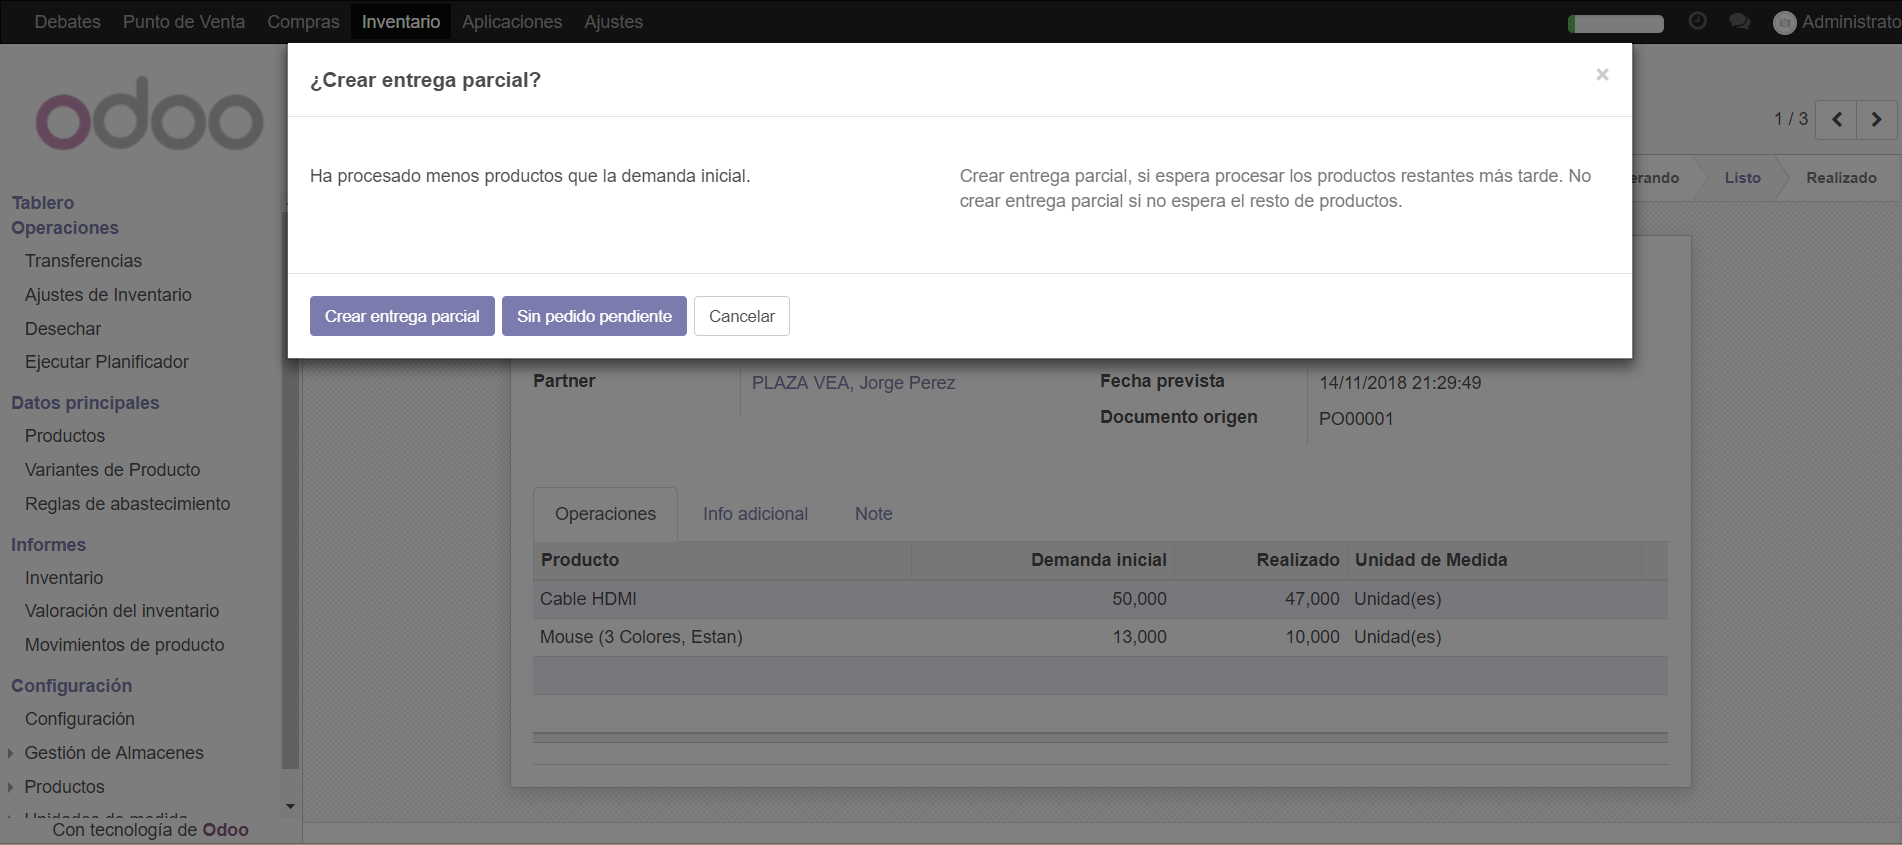 Debates Punto de Venta Compras Inventario Aplicaciones Ajustes Administrato
¿Crear entrega parcial? ×
odoo
1 / 3
Ha procesado menos productos que la demanda inicial.
Crear entrega parcial, si espera procesar los productos restantes más tarde. No
crear entrega parcial si no espera el resto de productos.
erando Listo Realizado
Crear entrega parcial Sin pedido pendiente Cancelar
Tablero
Operaciones
Transferencias
Ajustes de Inventario
Desechar
Ejecutar Planificador
Datos principales
Productos
Variantes de Producto
Reglas de abastecimiento
Informes
Inventario
Valoración del inventario
Movimientos de producto
Configuración
Configuración
Gestión de Almacenes
Productos
Unidades de medida
Con tecnología de Odoo
Partner PLAZA VEA, Jorge Perez Fecha prevista 14/11/2018 21:29:49
Documento origen PO00001
Operaciones Info adicional Note
Producto Demanda inicial Realizado Unidad de Medida
Cable HDMI 50,000 47,000 Unidad(es)
Mouse (3 Colores, Estan) 13,000 10,000 Unidad(es)